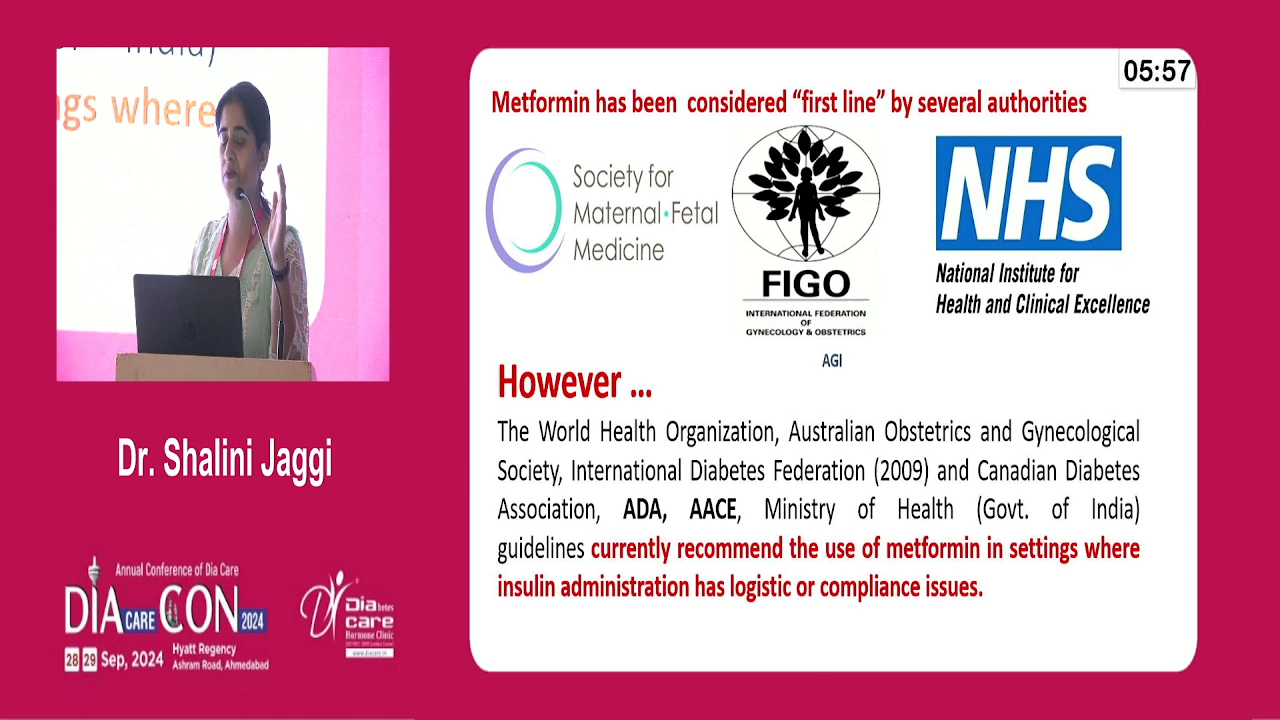 India)
ngs where
Dr. Shalini Jaggi
Annual Conference of Dia Care
DIA CARE CON 2024
28 29 Sep, 2024
Hyatt Regency
Ashram Road, Ahmedabad
Diabetes
care
Hormone Clinic
www.diacare.in
05:57
Metformin has been considered “first line” by several authorities
Society for
Maternal·Fetal
Medicine
FIGO
INTERNATIONAL FEDERATION
OF
GYNECOLOGY & OBSTETRICS
NHS
National Institute for
Health and Clinical Excellence
AGI
However ...
The World Health Organization, Australian Obstetrics and Gynecological
Society, International Diabetes Federation (2009) and Canadian Diabetes
Association, ADA, AACE, Ministry of Health (Govt. of India)
guidelines currently recommend the use of metformin in settings where
insulin administration has logistic or compliance issues.